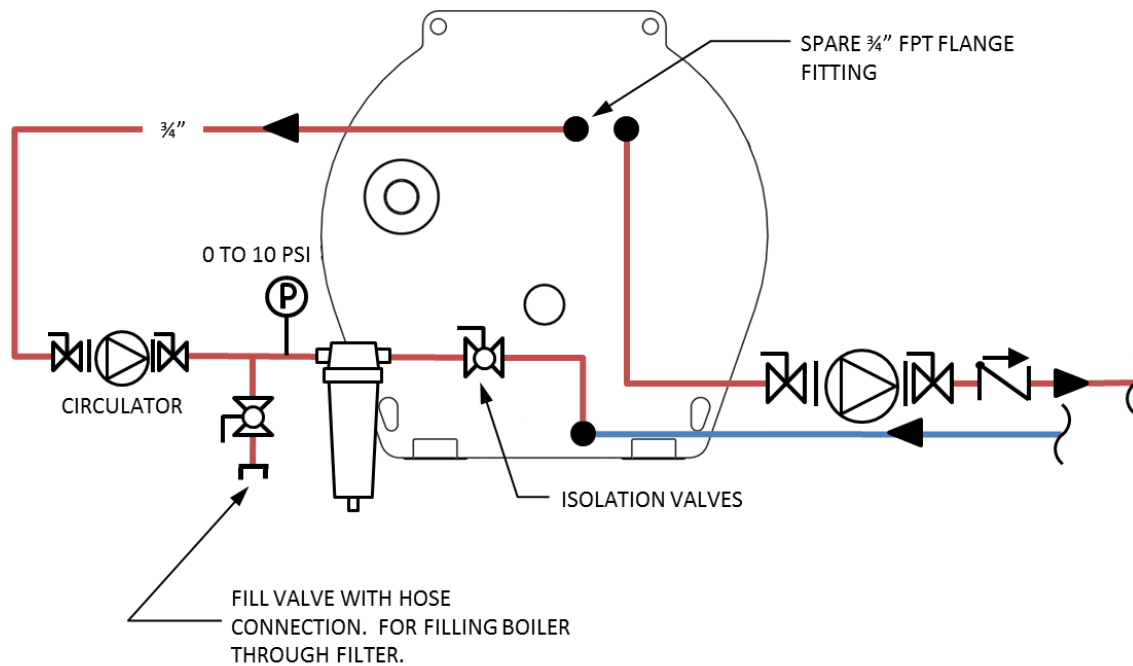 SPARE ¾” FPT FLANGE
FITTING
¾”
0 TO 10 PSI
P
CIRCULATOR
ISOLATION VALVES
FILL VALVE WITH HOSE
CONNECTION. FOR FILLING BOILER
THROUGH FILTER.